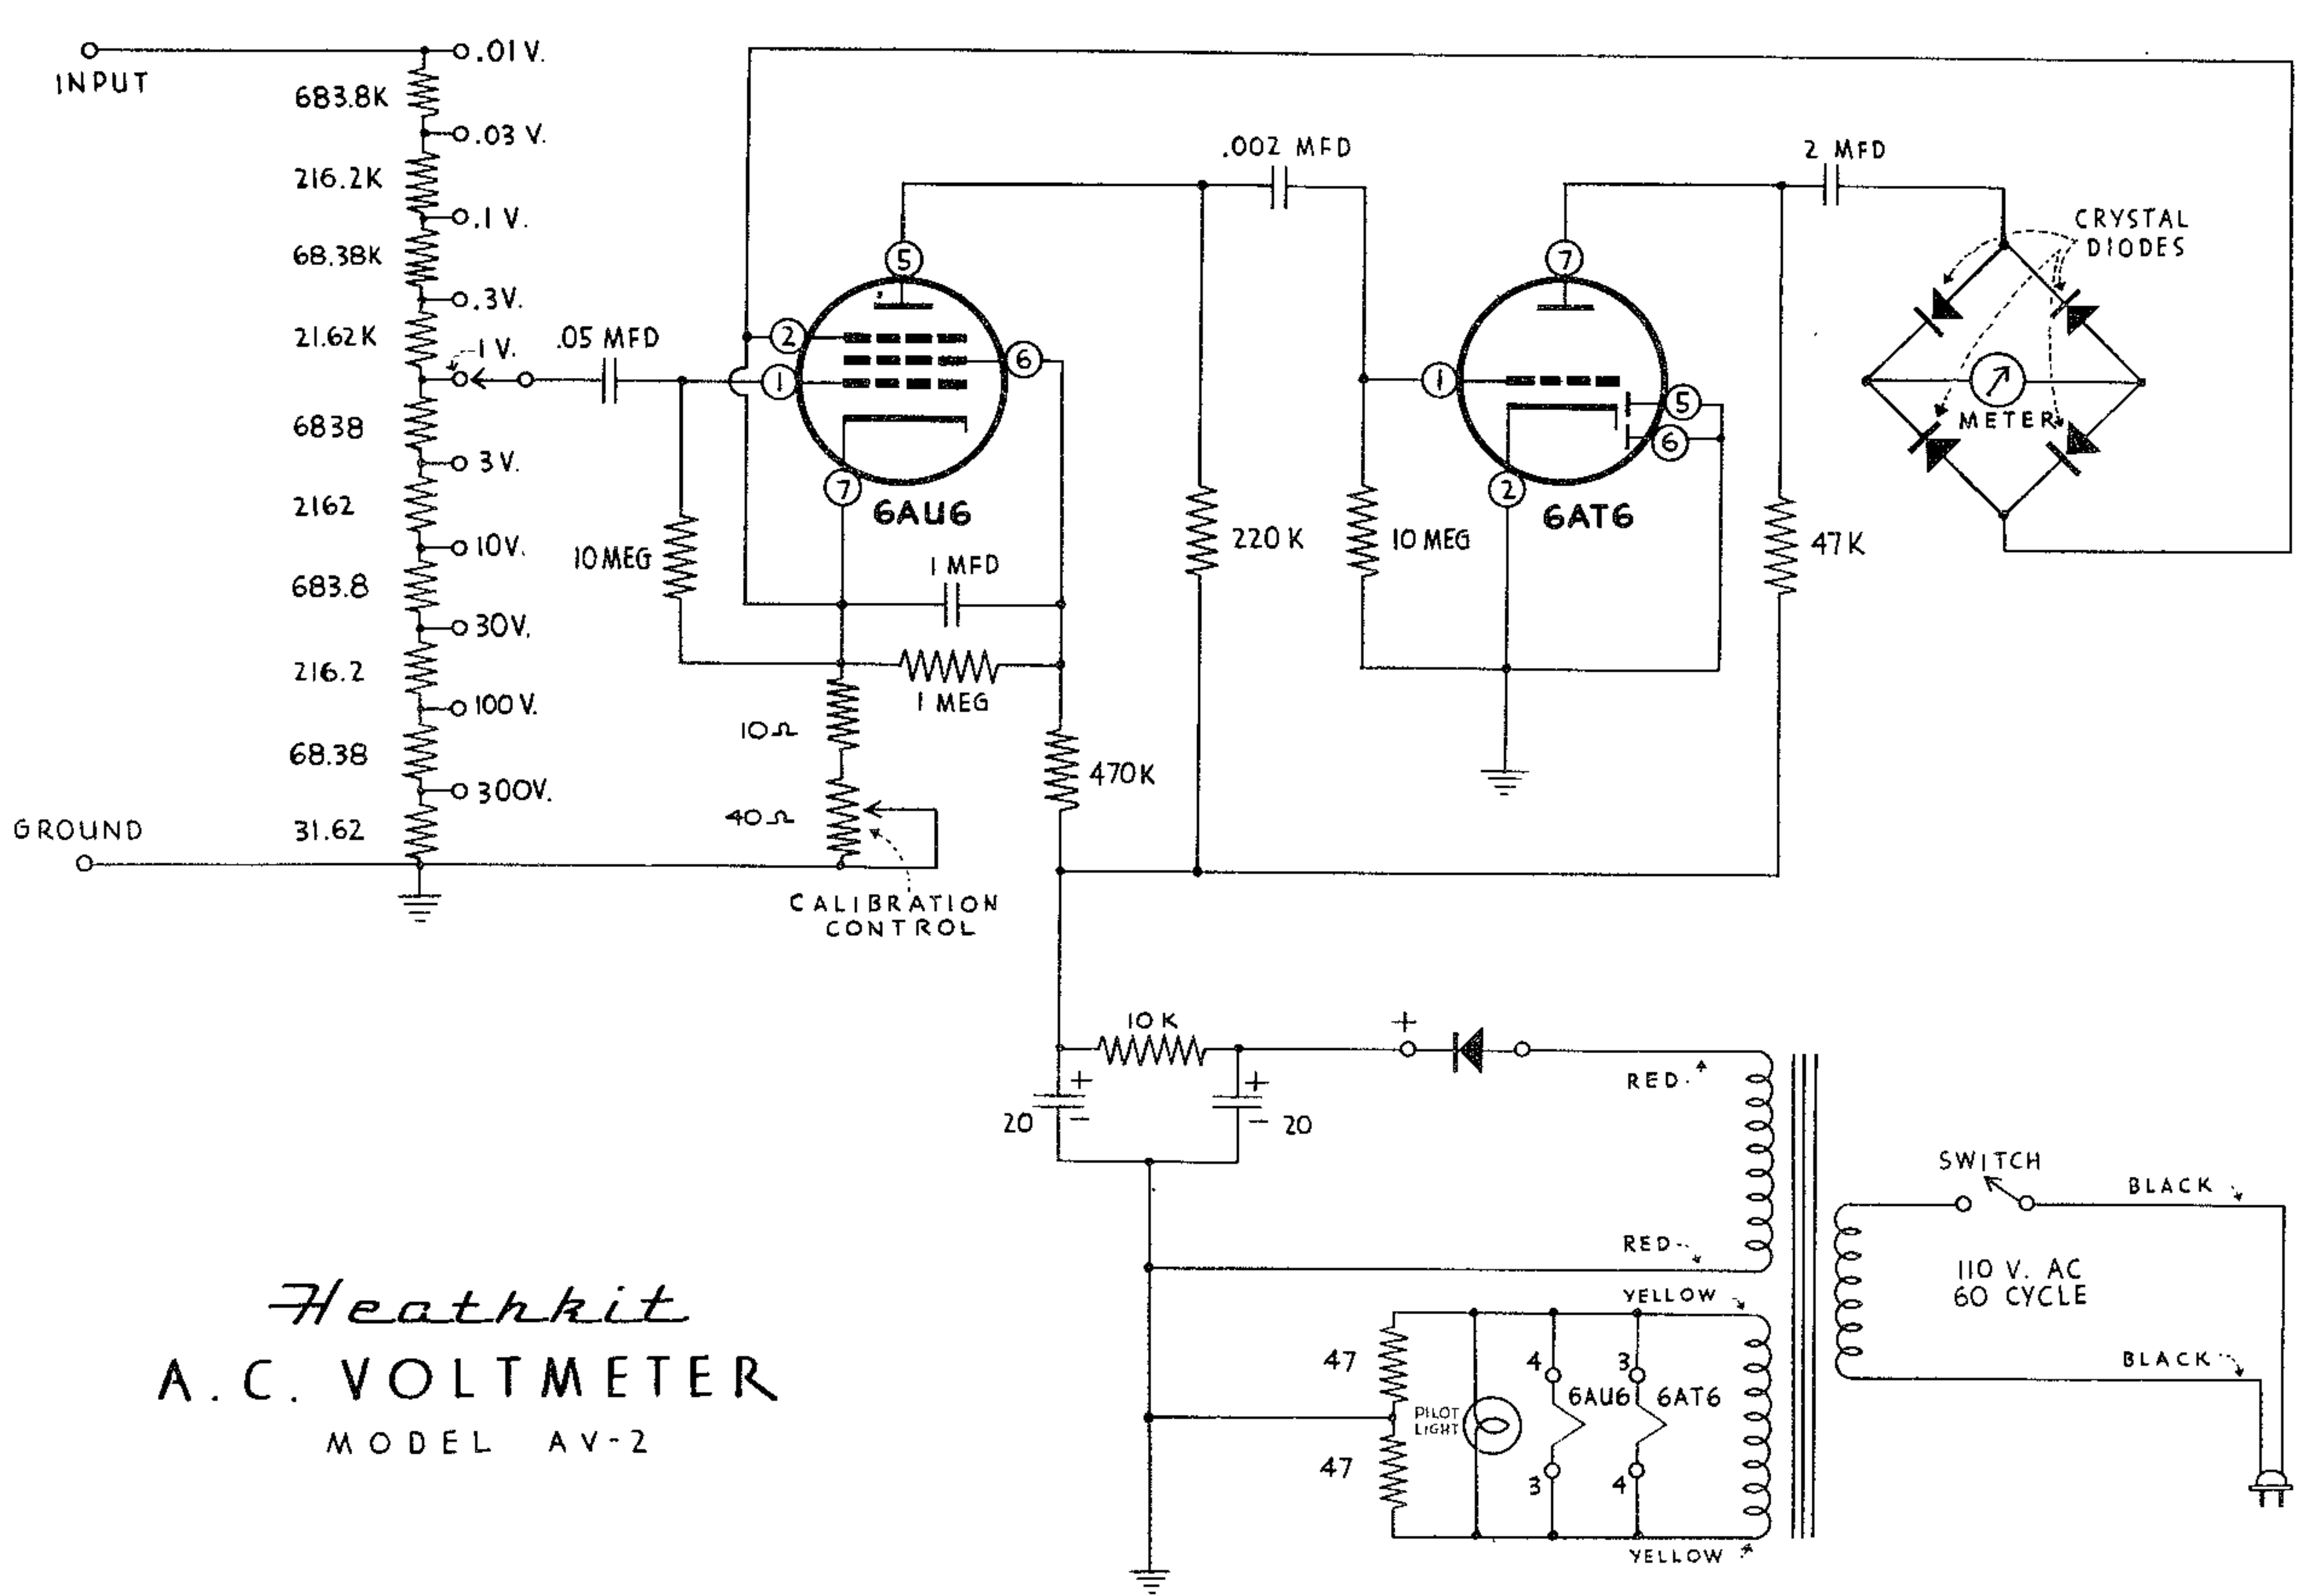 INPUT
.01 V.
683.8K
.03 V.
216.2K
.1 V.
68.38K
.3V.
21.62K
1 V.
6838
3 V.
2162
10V.
683.8
30V.
216.2
100 V.
68.38
300V.
31.62
GROUND
.05 MFD
10 MEG
2
1
5
6
7
6AU6
1 MFD
1 MEG
10Ω
40Ω
470K
CALIBRATION
CONTROL
.002 MFD
220 K
10 MEG
7
1
5
6
2
6AT6
2 MFD
47K
CRYSTAL
DIODES
METER
10 K
+
+
-
20
+
-
20
RED
RED
YELLOW
47
47
PILOT
LIGHT
4
6AU6
3
3
6AT6
4
YELLOW
SWITCH
BLACK
110 V. AC
60 CYCLE
BLACK
Heathkit
A.C. VOLTMETER
MODEL AV-2